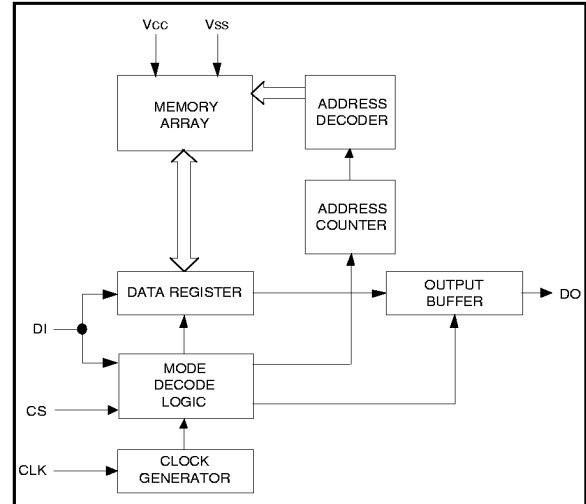 Vcc
Vss
MEMORY
ARRAY
ADDRESS
DECODER
ADDRESS
COUNTER
DATA REGISTER
OUTPUT
BUFFER
DO
DI
MODE
DECODE
LOGIC
CS
CLK
CLOCK
GENERATOR